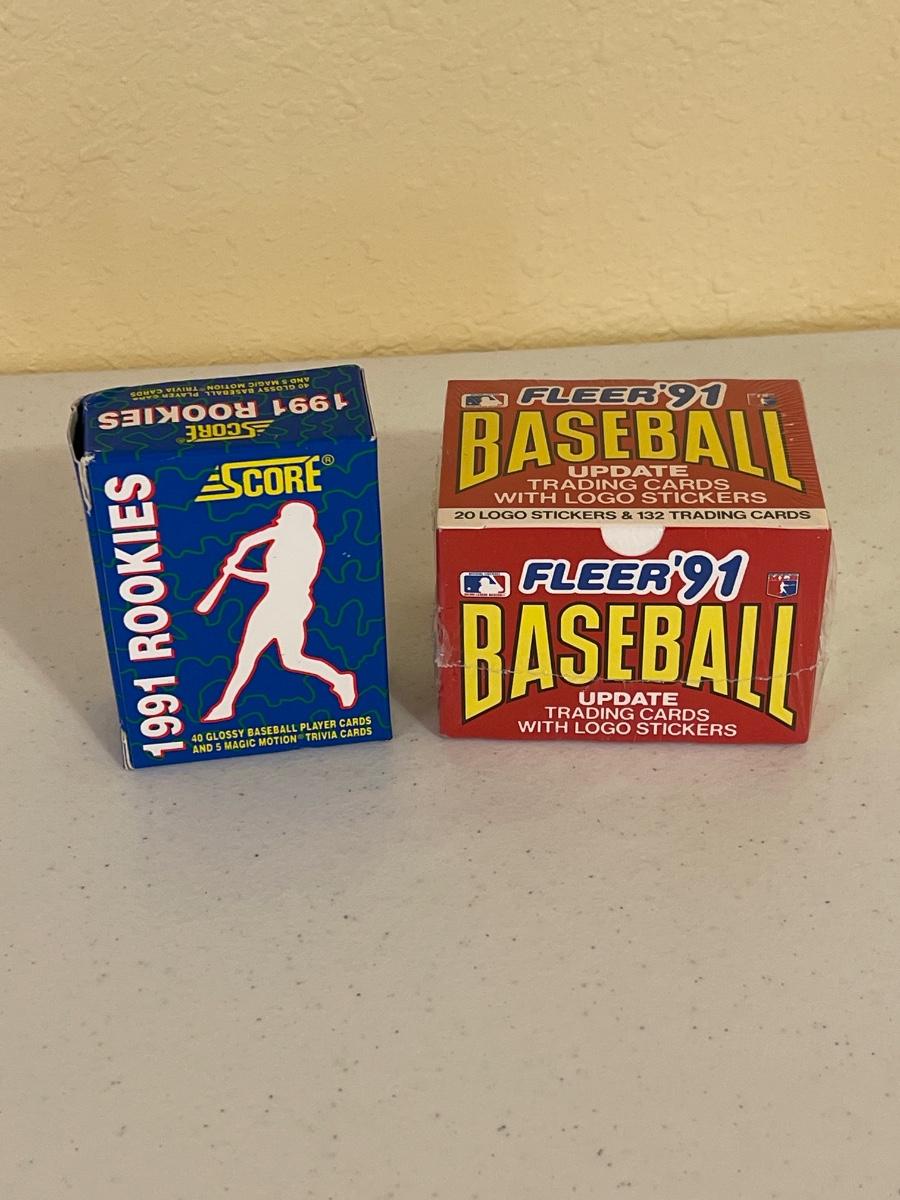 40 GLOSSY BASEBALL PLAYER CARDS
AND 5 MAGIC MOTION™ TRIVIA CARDS
1991 ROOKIES
SCORE®
SCORE®
1991 ROOKIES
40 GLOSSY BASEBALL PLAYER CARDS
AND 5 MAGIC MOTION® TRIVIA CARDS
FLEER'91
BASEBALL
UPDATE
TRADING CARDS
WITH LOGO STICKERS
20 LOGO STICKERS & 132 TRADING CARDS
FLEER'91
BASEBALL
UPDATE
TRADING CARDS
WITH LOGO STICKERS